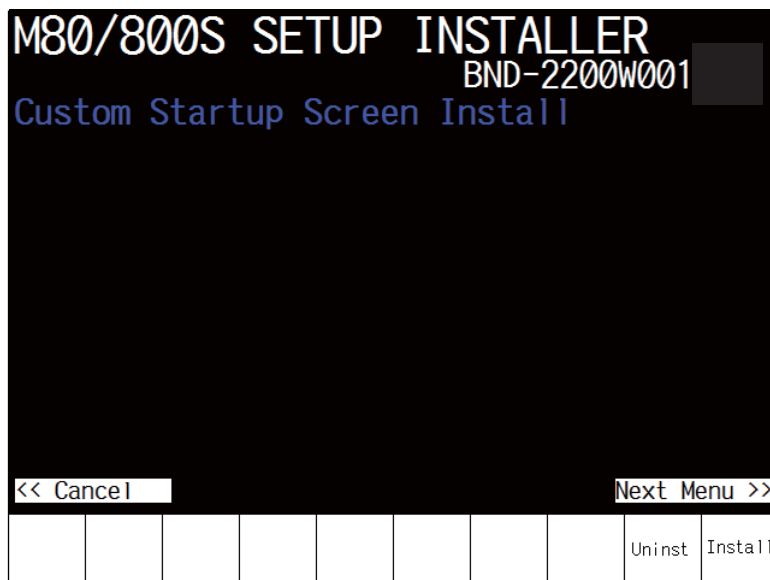 M80/800S SETUP INSTALLER
BND-2200W001
Custom Startup Screen Install
<< Cancel
Next Menu >>
Uninst
Install